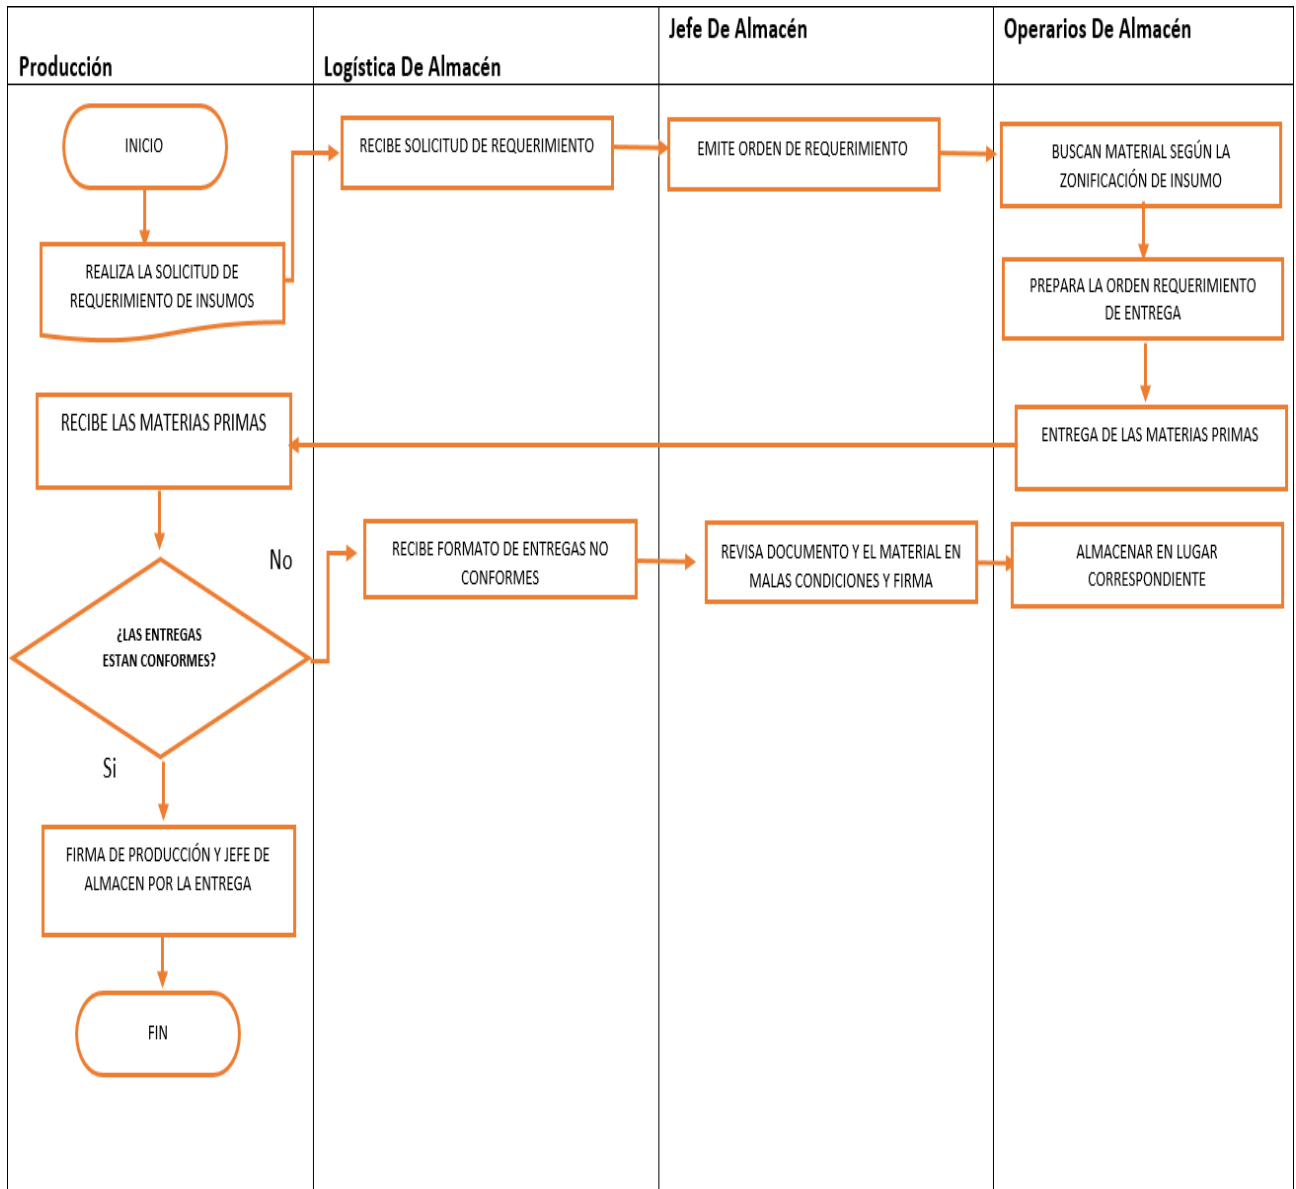 Producción
Logística De Almacén
Jefe De Almacén
Operarios De Almacén
INICIO
REALIZA LA SOLICITUD DE
REQUERIMIENTO DE INSUMOS
RECIBE SOLICITUD DE REQUERIMIENTO
EMITE ORDEN DE REQUERIMIENTO
BUSCAN MATERIAL SEGÚN LA
ZONIFICACIÓN DE INSUMO
PREPARA LA ORDEN REQUERIMIENTO
DE ENTREGA
ENTREGA DE LAS MATERIAS PRIMAS
RECIBE LAS MATERIAS PRIMAS
¿LAS ENTREGAS
ESTAN CONFORMES?
No
RECIBE FORMATO DE ENTREGAS NO
CONFORMES
REVISA DOCUMENTO Y EL MATERIAL EN
MALAS CONDICIONES Y FIRMA
ALMACENAR EN LUGAR
CORRESPONDIENTE
Si
FIRMA DE PRODUCCIÓN Y JEFE DE
ALMACEN POR LA ENTREGA
FIN